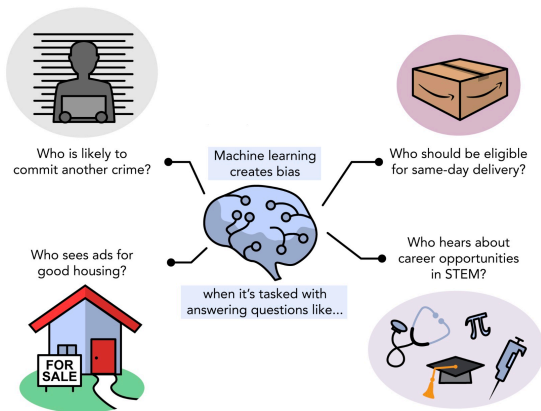 Machine learning
creates bias
when it's tasked with
answering questions like...
Who is likely to
commit another crime?
Who should be eligible
for same-day delivery?
Who sees ads for
good housing?
Who hears about
career opportunities
in STEM?
FOR
SALE
π